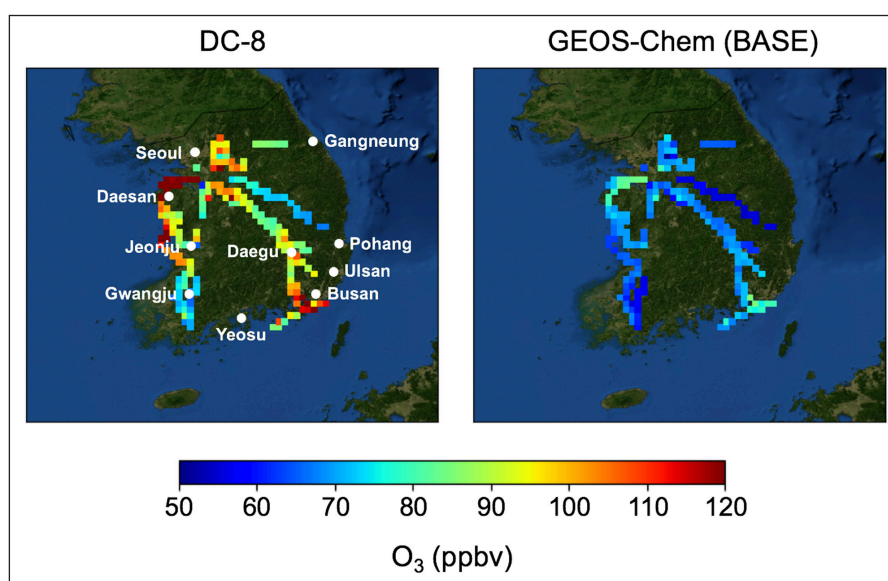 DC-8
GEOS-Chem (BASE)
Gangneung
Seoul
Daesan
Jeonju
Pohang
Daegu
Ulsan
Gwangju
Busan
Yeosu
50 60 70 80 90 100 110 120
O₃ (ppbv)